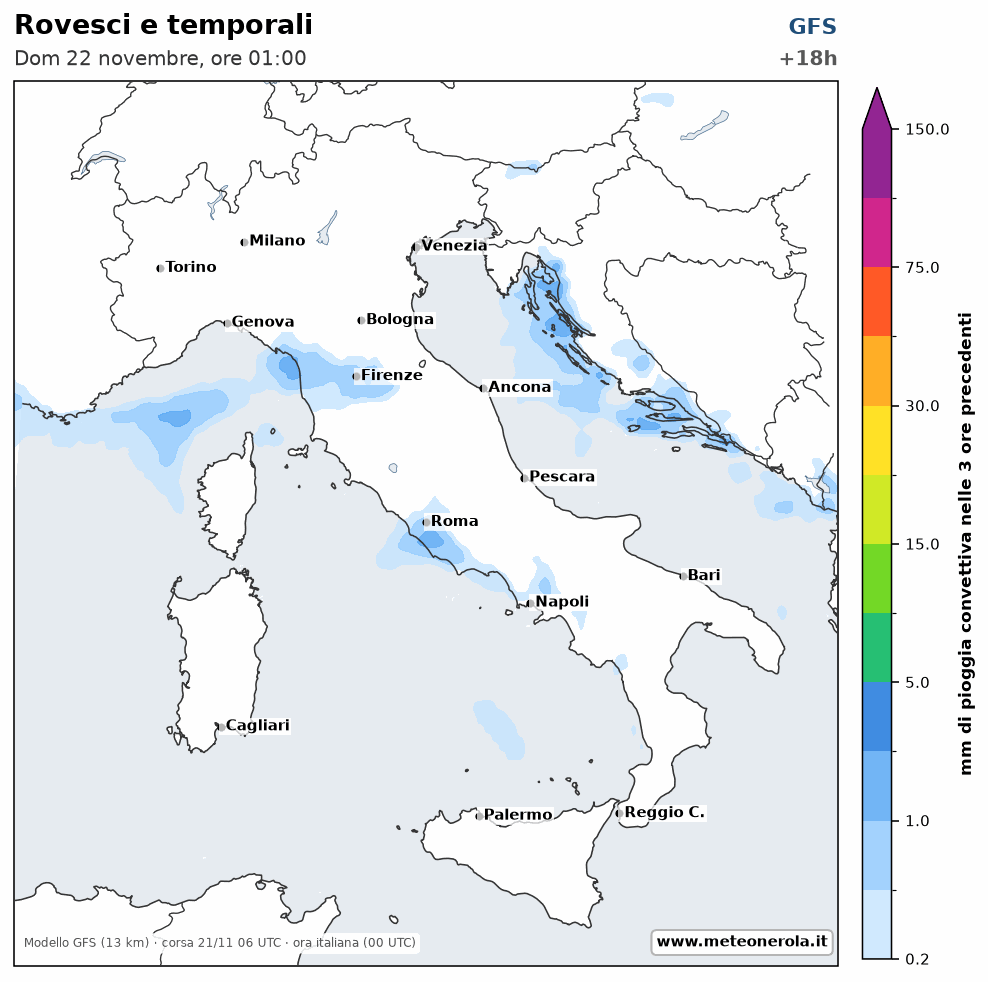 Rovesci e temporali
GFS
Dom 22 novembre, ore 01:00
+18h
150.0
75.0
30.0
15.0
5.0
1.0
0.2
mm di pioggia convettiva nelle 3 ore precedenti
Milano
Venezia
Torino
Genova
Bologna
Firenze
Ancona
Pescara
Roma
Bari
Napoli
Cagliari
Palermo
Reggio C.
Modello GFS (13 km) · corsa 21/11 06 UTC · ora italiana (00 UTC)
www.meteonerola.it